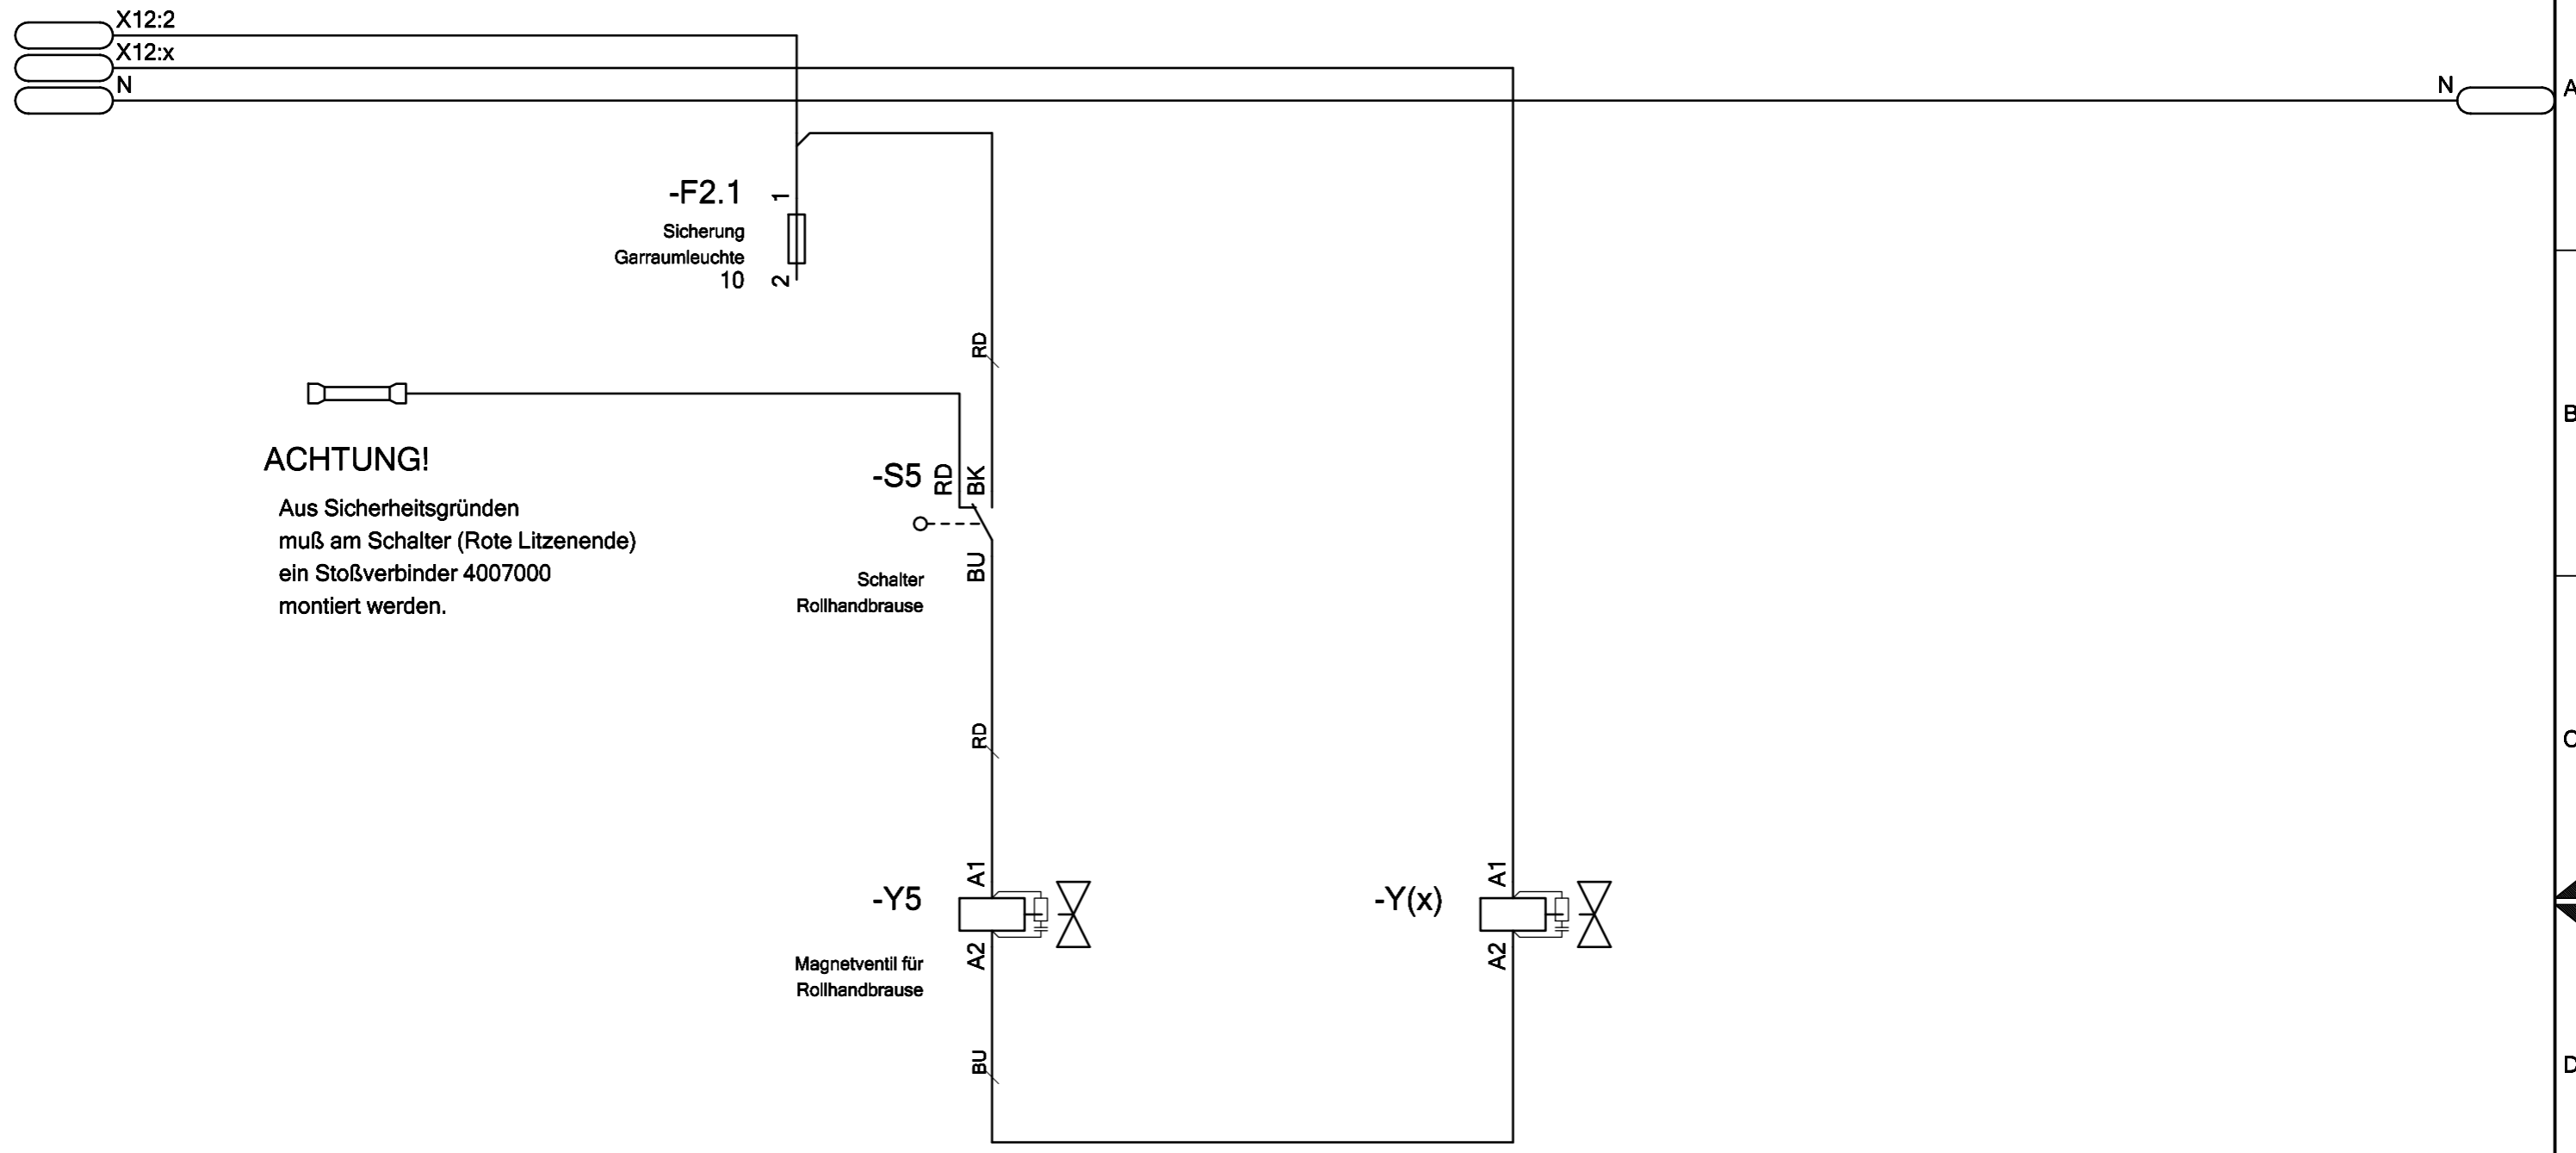 X12:2
X12:x
N
N
A
-F2.1
1
Sicherung
Garraumleuchte
10
2
RD
B
ACHTUNG!
Aus Sicherheitsgründen
muß am Schalter (Rote Litzenende)
ein Stoßverbinder 4007000
montiert werden.
-S5
RD
BK
BU
Schalter
Rollhandbrause
RD
C
-Y5
A1
A2
Magnetventil für
Rollhandbrause
-Y(x)
A1
A2
BU
D